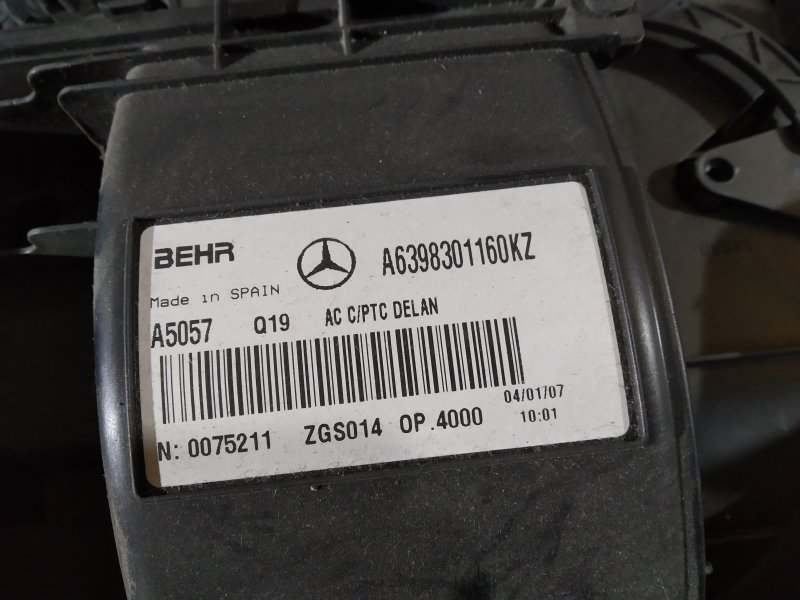 BEHR A6398301160KZ
Made in SPAIN
A5057 Q19 AC C/PTC DELAN
04/01/07
N: 0075211 ZGS014 OP.4000 10:01